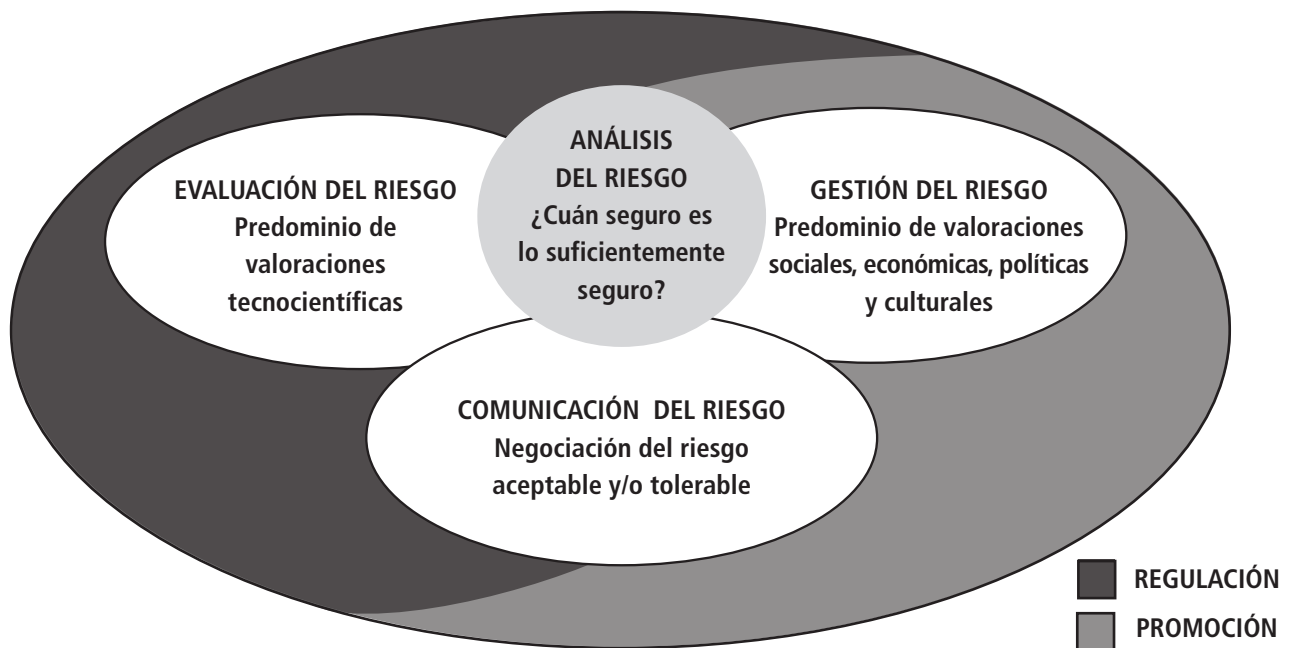 ANÁLISIS
DEL RIESGO
¿Cuán seguro es
lo suficientemente
seguro?
EVALUACIÓN DEL RIESGO
Predominio de
valoraciones
tecnocientíficas
GESTIÓN DEL RIESGO
Predominio de valoraciones
sociales, económicas, políticas
y culturales
COMUNICACIÓN DEL RIESGO
Negociación del riesgo
aceptable y/o tolerable
REGULACIÓN
PROMOCIÓN